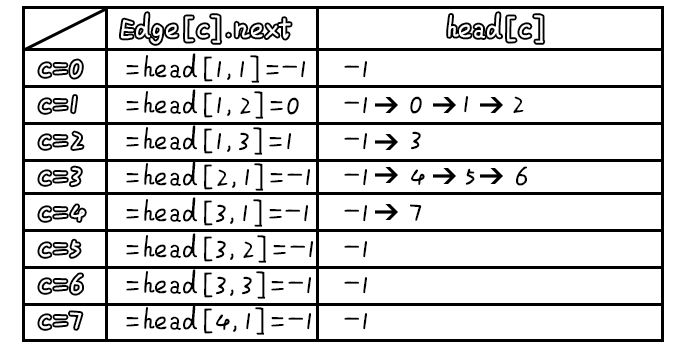 Edge[c].next head[c]
c=0 =head[1,1]=-1 -1
c=1 =head[1,2]=0 -1→0→1→2
c=2 =head[1,3]=1 -1→3
c=3 =head[2,1]=-1 -1→4→5→6
c=4 =head[3,1]=-1 -1→7
c=5 =head[3,2]=-1 -1
c=6 =head[3,3]=-1 -1
c=7 =head[4,1]=-1 -1